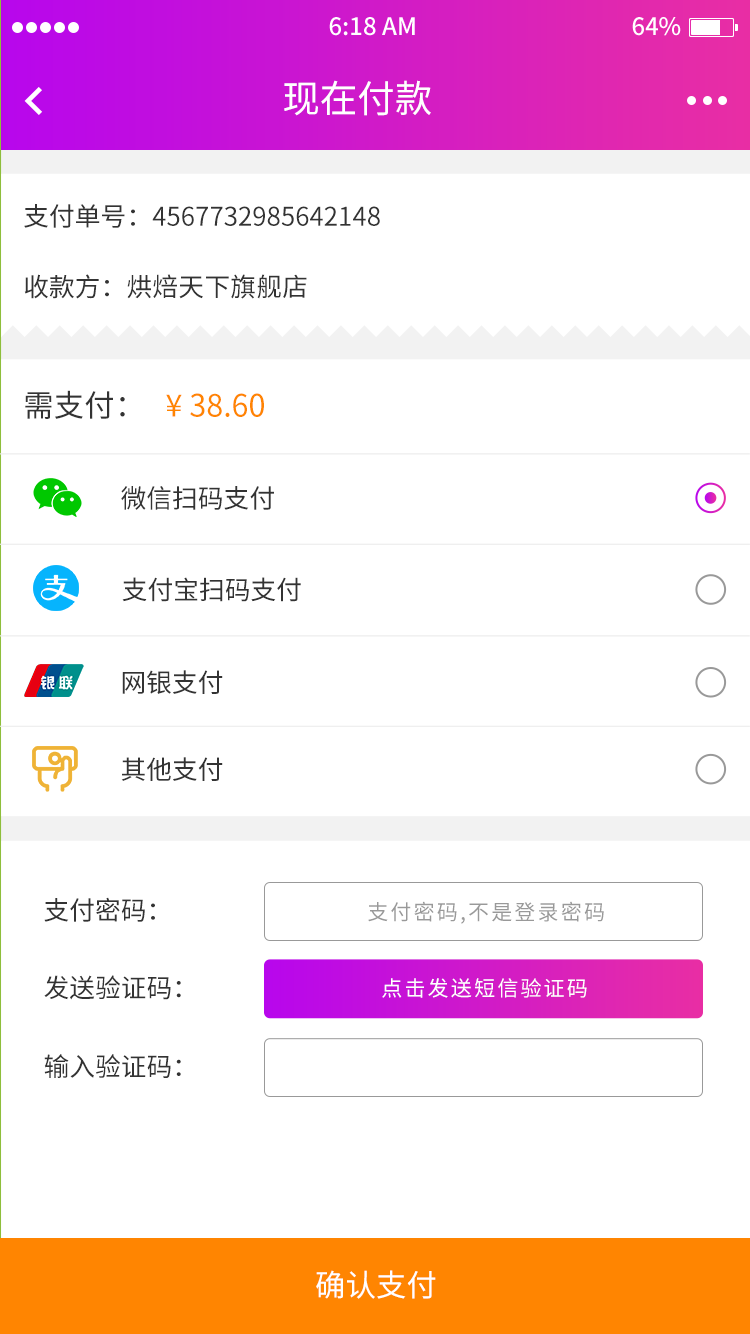 6:18 AM 64%
现在付款
支付单号：4567732985642148
收款方：烘焙天下旗舰店
需支付： ¥ 38.60
微信扫码支付
支 支付宝扫码支付
银联 网银支付
其他支付
支付密码： 支付密码,不是登录密码
发送验证码： 点击发送短信验证码
输入验证码：
确认支付